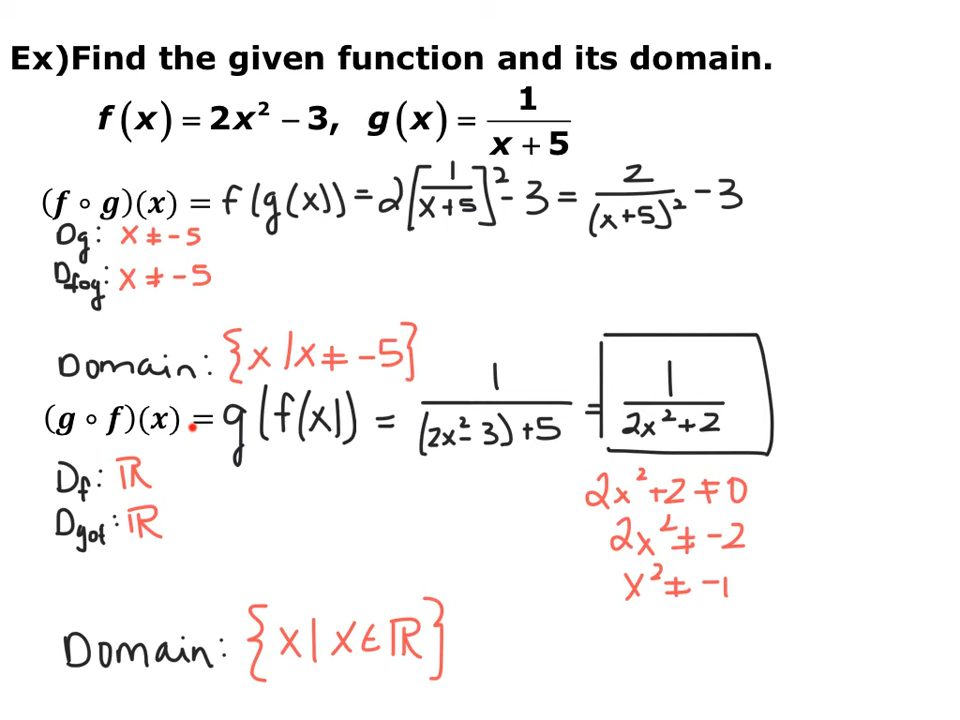 Ex)Find the given function and its domain.
f(x) = 2x² − 3, g(x) = 1/(x + 5)
(f ∘ g)(x) = f(g(x)) = 2[1/(x+5)]² − 3 = 2/(x+5)² − 3
Dg: x ≠ −5
Dfog: x ≠ −5
Domain: {x | x ≠ −5}
(g ∘ f)(x) = g(f(x)) = 1/((2x² − 3) + 5) = 1/(2x² + 2)
Df: ℝ
Dgof: ℝ
2x² + 2 ≠ 0
2x² ≠ −2
x² ≠ −1
Domain: {x | x ∈ ℝ}